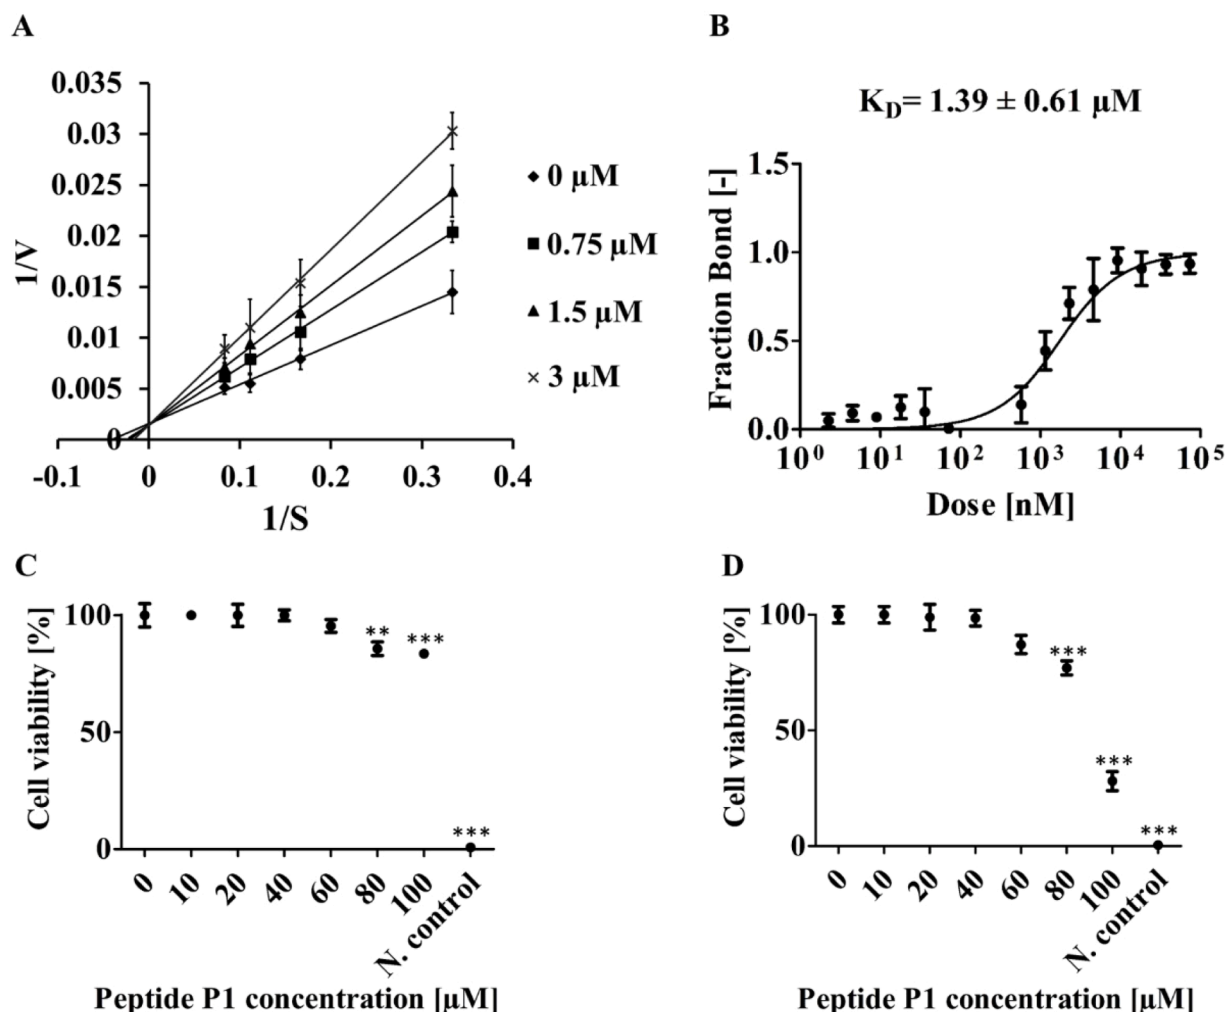 A
0.035
0.03
0.025
0.02
0.015
0.01
0.005
0
-0.1
0
0.1
0.2
0.3
0.4
1/V
1/S
0 µM
0.75 µM
1.5 µM
3 µM
B
K_D= 1.39 ± 0.61 µM
1.5
1.0
0.5
0.0
10⁰
10¹
10²
10³
10⁴
10⁵
Fraction Bond [-]
Dose [nM]
C
100
50
0
Cell viability [%]
**
***
***
0
10
20
40
60
80
100
N. control
Peptide P1 concentration [µM]
D
100
50
0
Cell viability [%]
***
***
***
0
10
20
40
60
80
100
N. control
Peptide P1 concentration [µM]